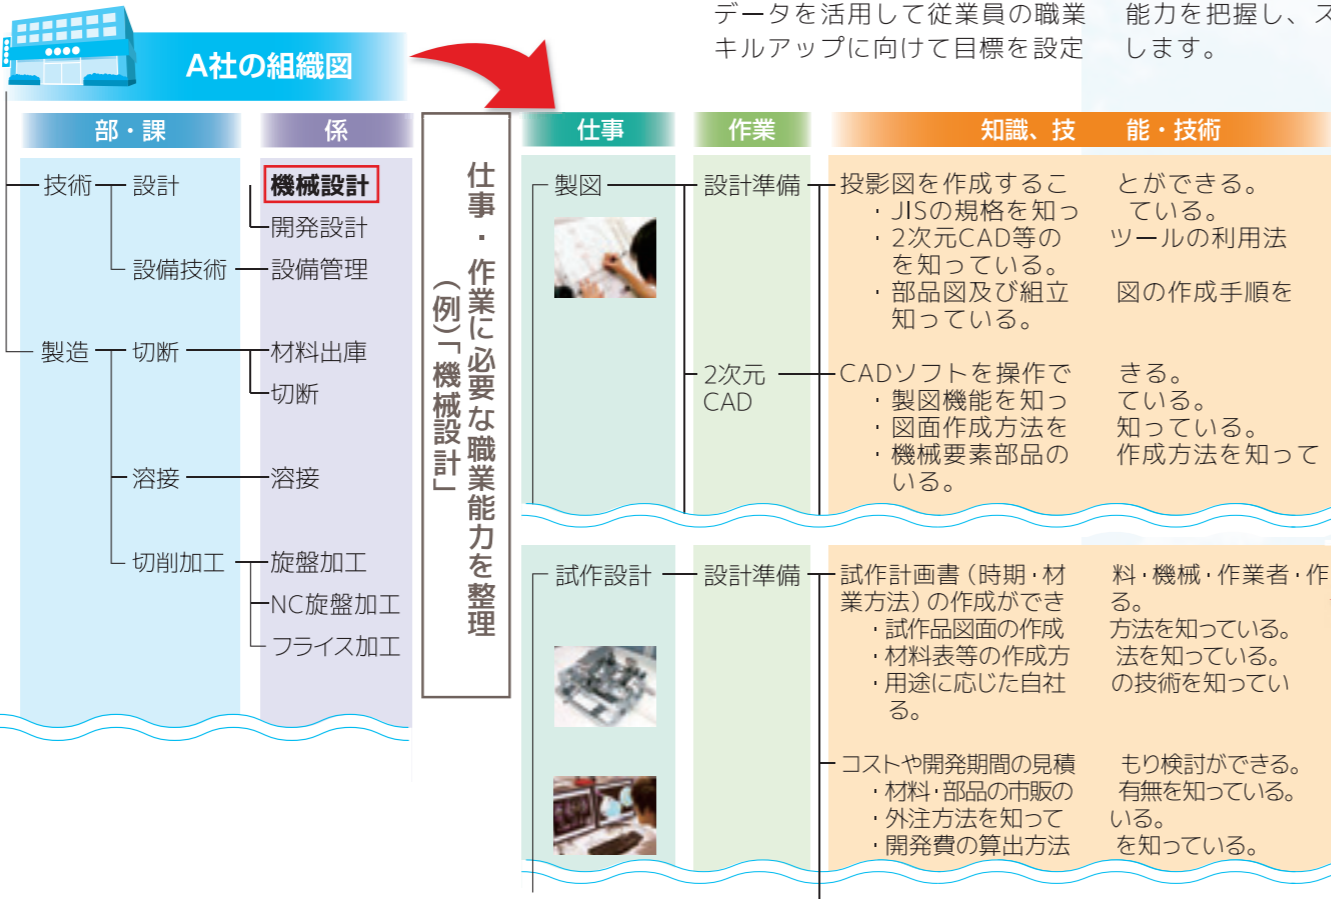 データを活用して従業員の職業 能力を把握し、ス
キルアップに向けて目標を設定 します。
A社の組織図
部・課
係
技術
設計
機械設計
開発設計
設備技術
設備管理
製造
切断
材料出庫
切断
溶接
溶接
切削加工
旋盤加工
NC旋盤加工
フライス加工
仕事・作業に必要な職業能力を整理
(例)「機械設計」
仕事
作業
知識、技 能・技術
製図
設計準備
投影図を作成するこ とができる。
・JISの規格を知っ ている。
・2次元CAD等の ツールの利用法
を知っている。
・部品図及び組立 図の作成手順を
知っている。
2次元
CAD
CADソフトを操作で きる。
・製図機能を知っ ている。
・図面作成方法を 知っている。
・機械要素部品の 作成方法を知って
いる。
試作設計
設計準備
試作計画書(時期・材 料・機械・作業者・作
業方法)の作成ができ る。
・試作品図面の作成 方法を知っている。
・材料表等の作成方 法を知っている。
・用途に応じた自社 の技術を知ってい
る。
コストや開発期間の見積 もり検討ができる。
・材料・部品の市販の 有無を知っている。
・外注方法を知って いる。
・開発費の算出方法 を知っている。